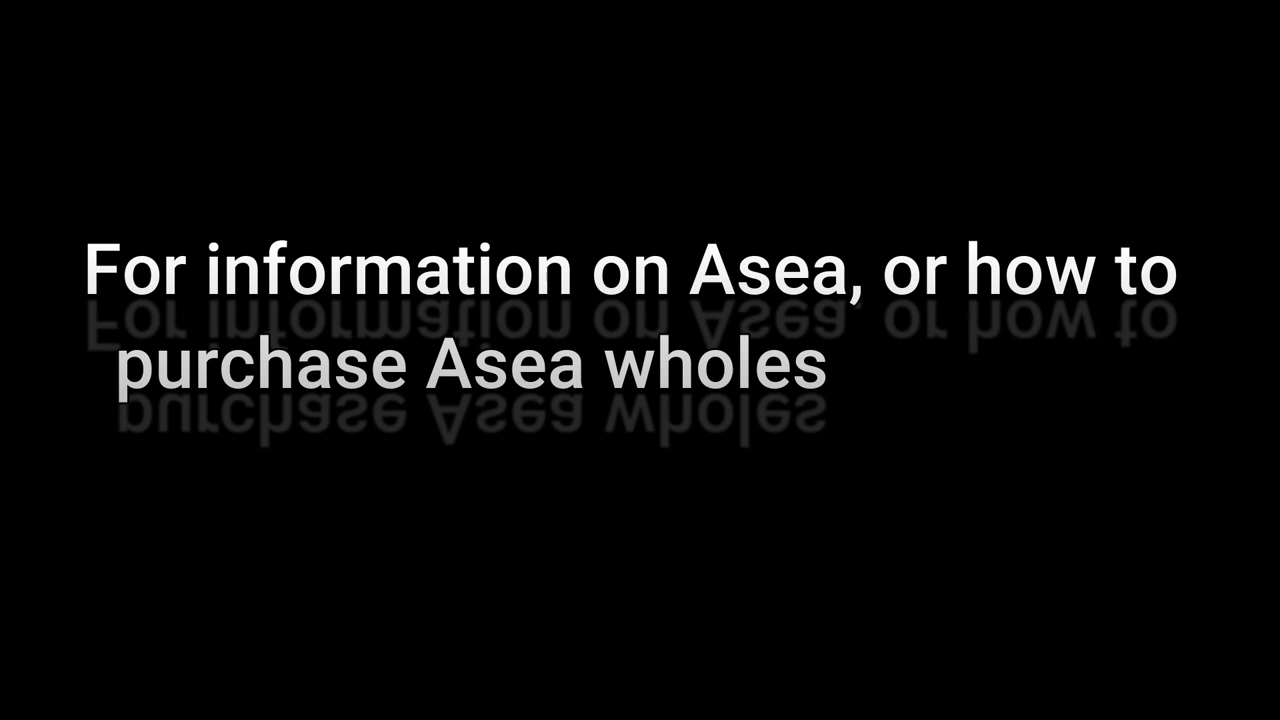 For information on Asea, or how to
purchase Asea wholes